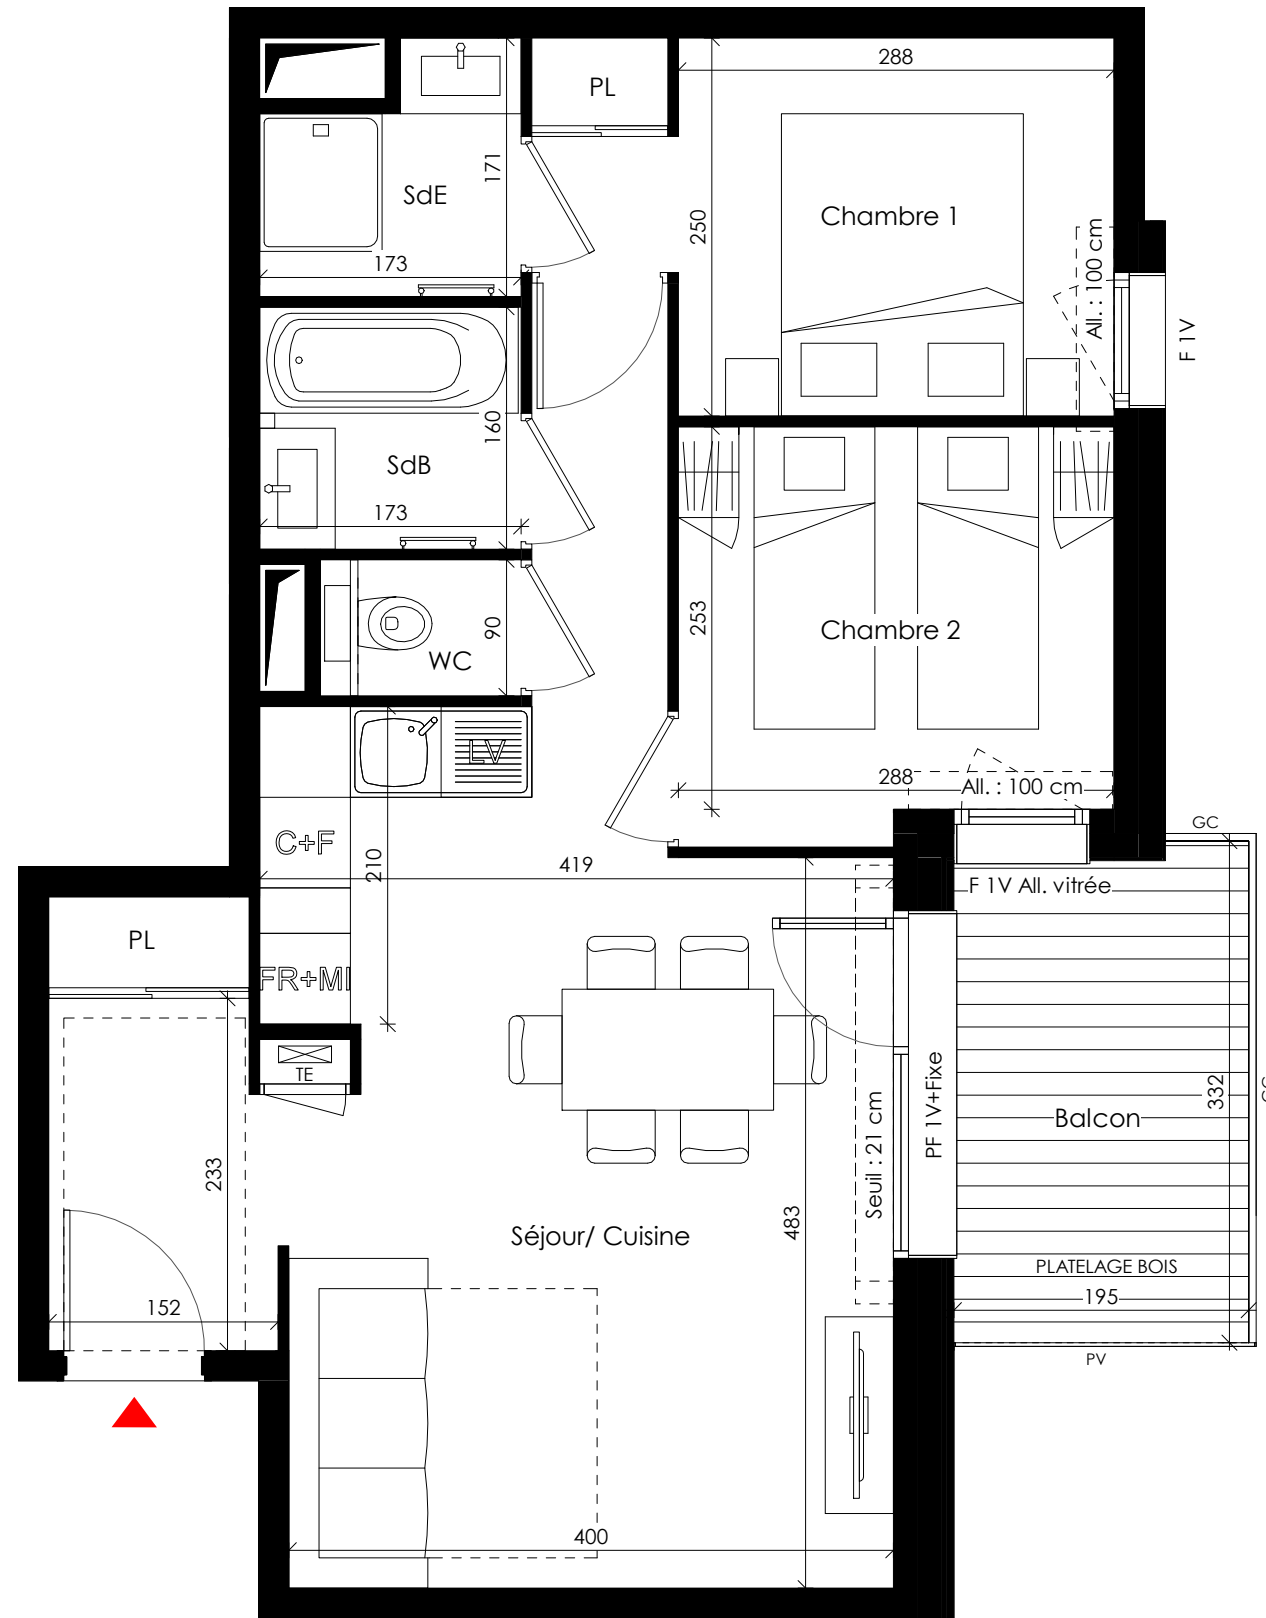 288
PL
171
SdE
250
Chambre 1
All. : 100 cm
173
F 1V
160
SdB
173
90
WC
253
Chambre 2
LV
288
All. : 100 cm
C+F
210
419
GC
F 1V All. vitrée
PL
FR+MI
TE
PF 1V+Fixe
332
Seuil : 21 cm
Balcon
233
483
Séjour/ Cuisine
PLATELAGE BOIS
195
152
PV
400